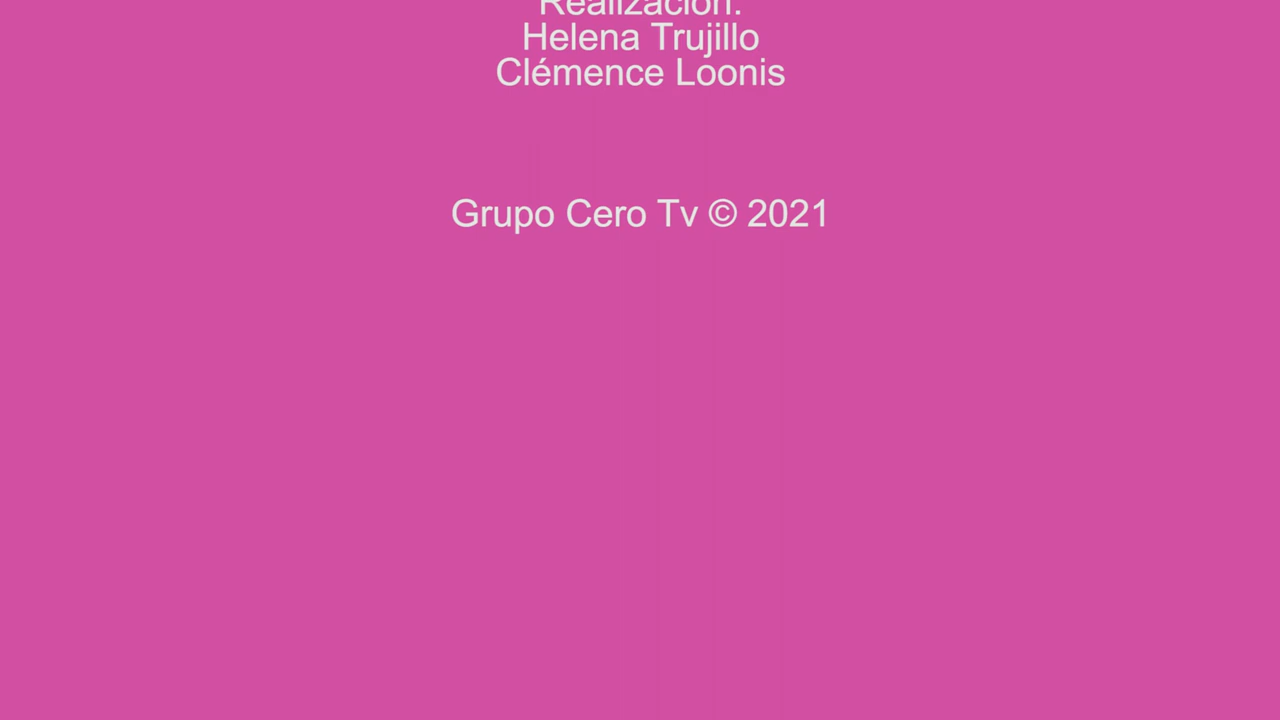 Realización:
Helena Trujillo
Clémence Loonis
Grupo Cero Tv © 2021